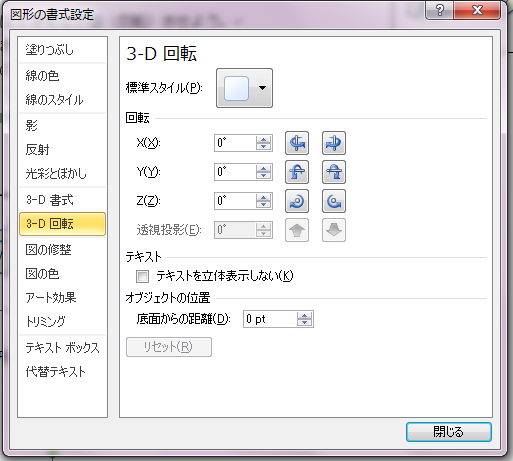 図形の書式設定
塗りつぶし
線の色
線のスタイル
影
反射
光彩とぼかし
3-D 書式
3-D 回転
図の修整
図の色
アート効果
トリミング
テキスト ボックス
代替テキスト
3-D 回転
標準スタイル(P):
回転
X(X): 0°
Y(Y): 0°
Z(Z): 0°
透視投影(E): 0°
テキスト
テキストを立体表示しない(K)
オブジェクトの位置
底面からの距離(D): 0 pt
リセット(R)
閉じる